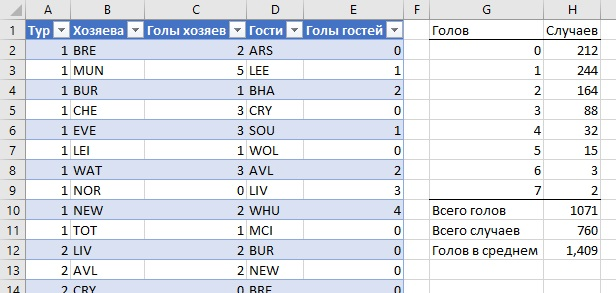 A B C D E F G H
1 Тур Хозяева Голы хозяев Гости Голы гостей Голов Случаев
2 1 BRE 2 ARS 0 0 212
3 1 MUN 5 LEE 1 1 244
4 1 BUR 1 BHA 2 2 164
5 1 CHE 3 CRY 0 3 88
6 1 EVE 3 SOU 1 4 32
7 1 LEI 1 WOL 0 5 15
8 1 WAT 3 AVL 2 6 3
9 1 NOR 0 LIV 3 7 2
10 1 NEW 2 WHU 4 Всего голов 1071
11 1 TOT 1 MCI 0 Всего случаев 760
12 2 LIV 2 BUR 0 Голов в среднем 1,409
13 2 AVL 2 NEW 0
14 2 CRY 0 BRE 0